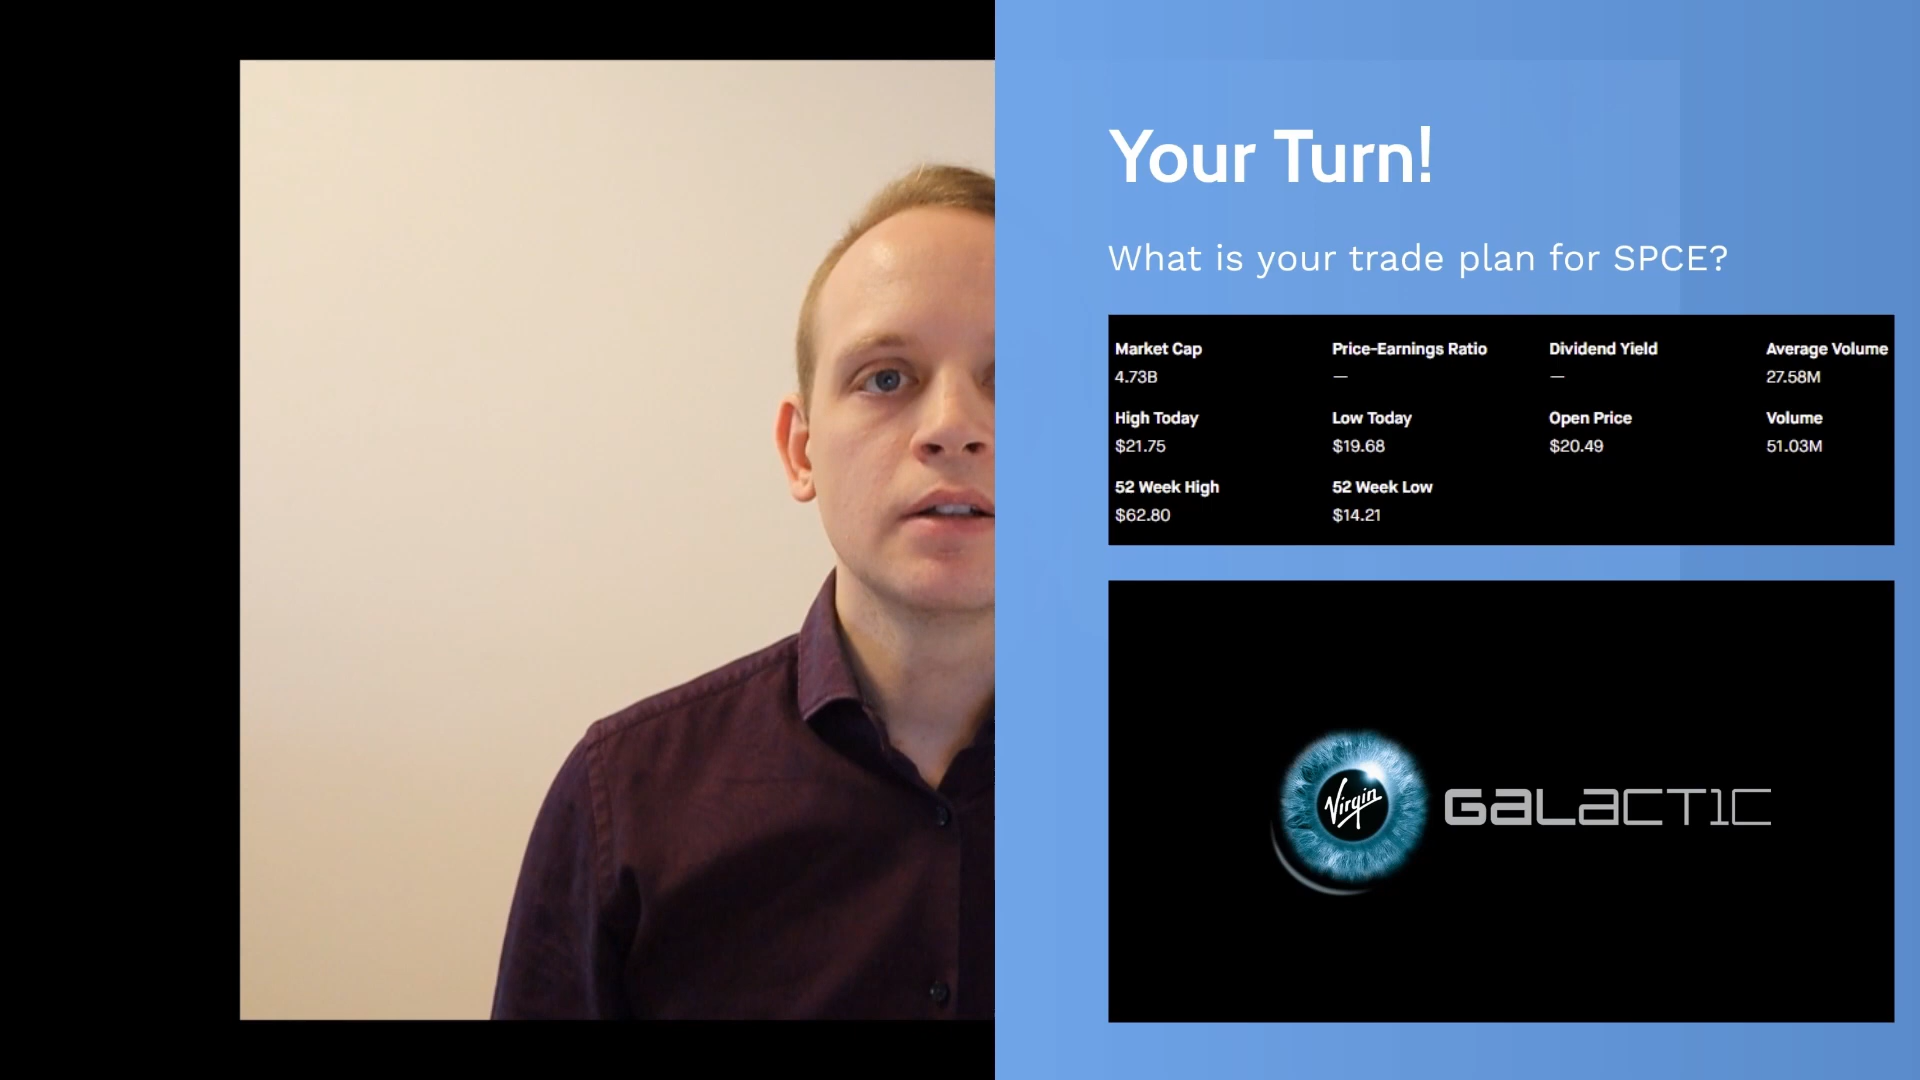 Your Turn!
What is your trade plan for SPCE?
Market Cap Price-Earnings Ratio Dividend Yield Average Volume
4.73B — — 27.58M
High Today Low Today Open Price Volume
$21.75 $19.68 $20.49 51.03M
52 Week High 52 Week Low
$62.80 $14.21
Virgin GALACTIC